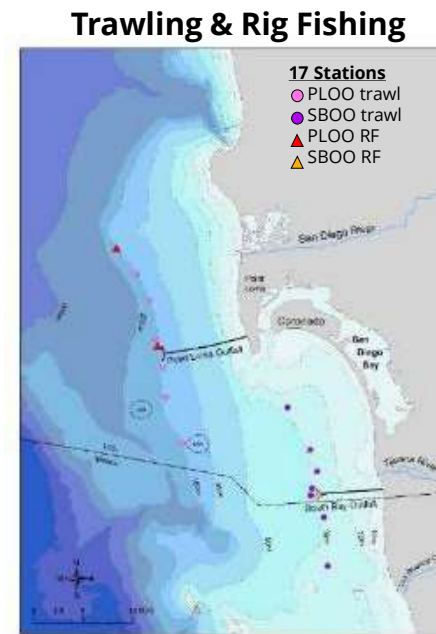 Trawling & Rig Fishing
17 Stations
PLOO trawl
SBOO trawl
PLOO RF
SBOO RF
San Diego River
Point
Loma
Coronado
San
Diego
Bay
Point Loma Outfall
Tijuana River
South Bay Outfall